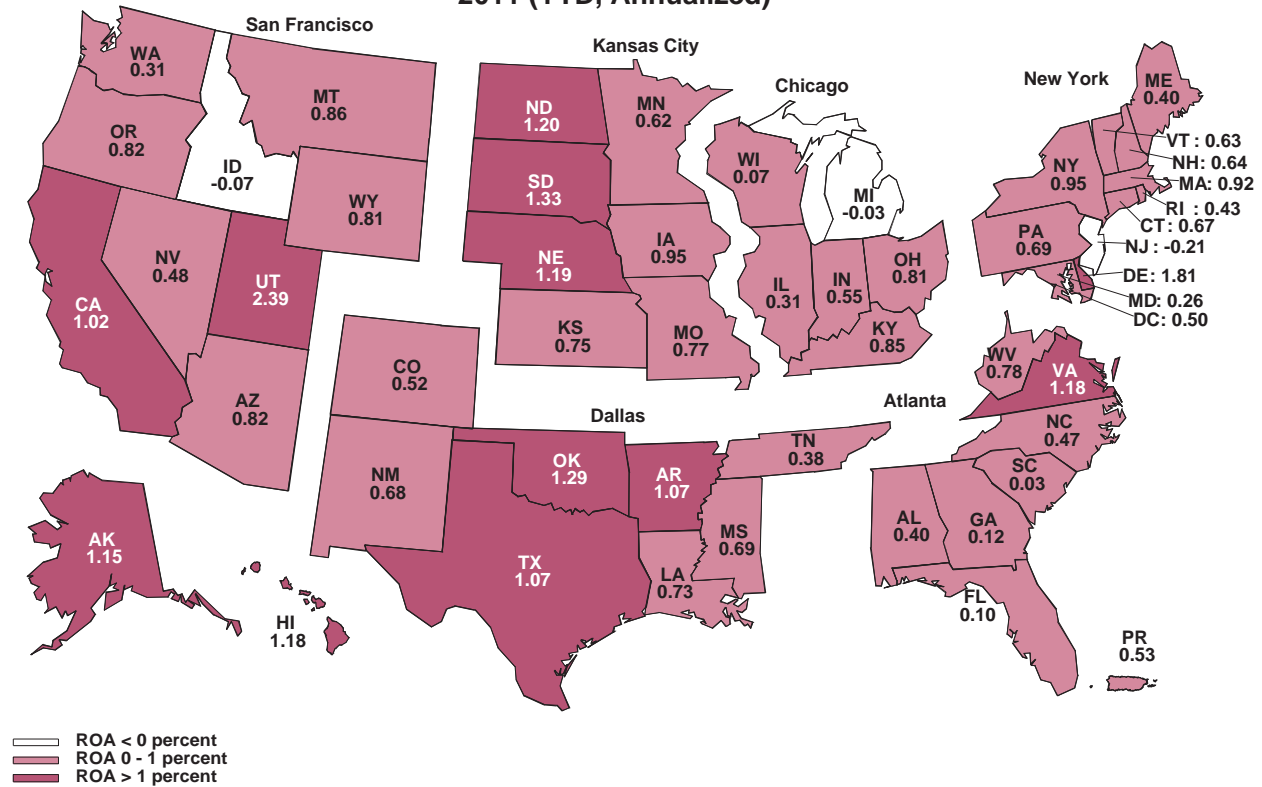 2011 (YTD, Annualized)
San Francisco
Kansas City
Chicago
New York
WA
0.31
MT
0.86
OR
0.82
ID
-0.07
WY
0.81
NV
0.48
UT
2.39
CA
1.02
AZ
0.82
CO
0.52
NM
0.68
AK
1.15
HI
1.18
ND
1.20
MN
0.62
SD
1.33
NE
1.19
IA
0.95
KS
0.75
MO
0.77
WI
0.07
MI
-0.03
IL
0.31
IN
0.55
OH
0.81
KY
0.85
ME
0.40
NY
0.95
PA
0.69
VT : 0.63
NH: 0.64
MA: 0.92
RI : 0.43
CT: 0.67
NJ : -0.21
DE: 1.81
MD: 0.26
DC: 0.50
Dallas
Atlanta
OK
1.29
AR
1.07
TN
0.38
TX
1.07
LA
0.73
MS
0.69
WV
0.78
VA
1.18
NC
0.47
SC
0.03
AL
0.40
GA
0.12
FL
0.10
PR
0.53
ROA < 0 percent
ROA 0 - 1 percent
ROA > 1 percent